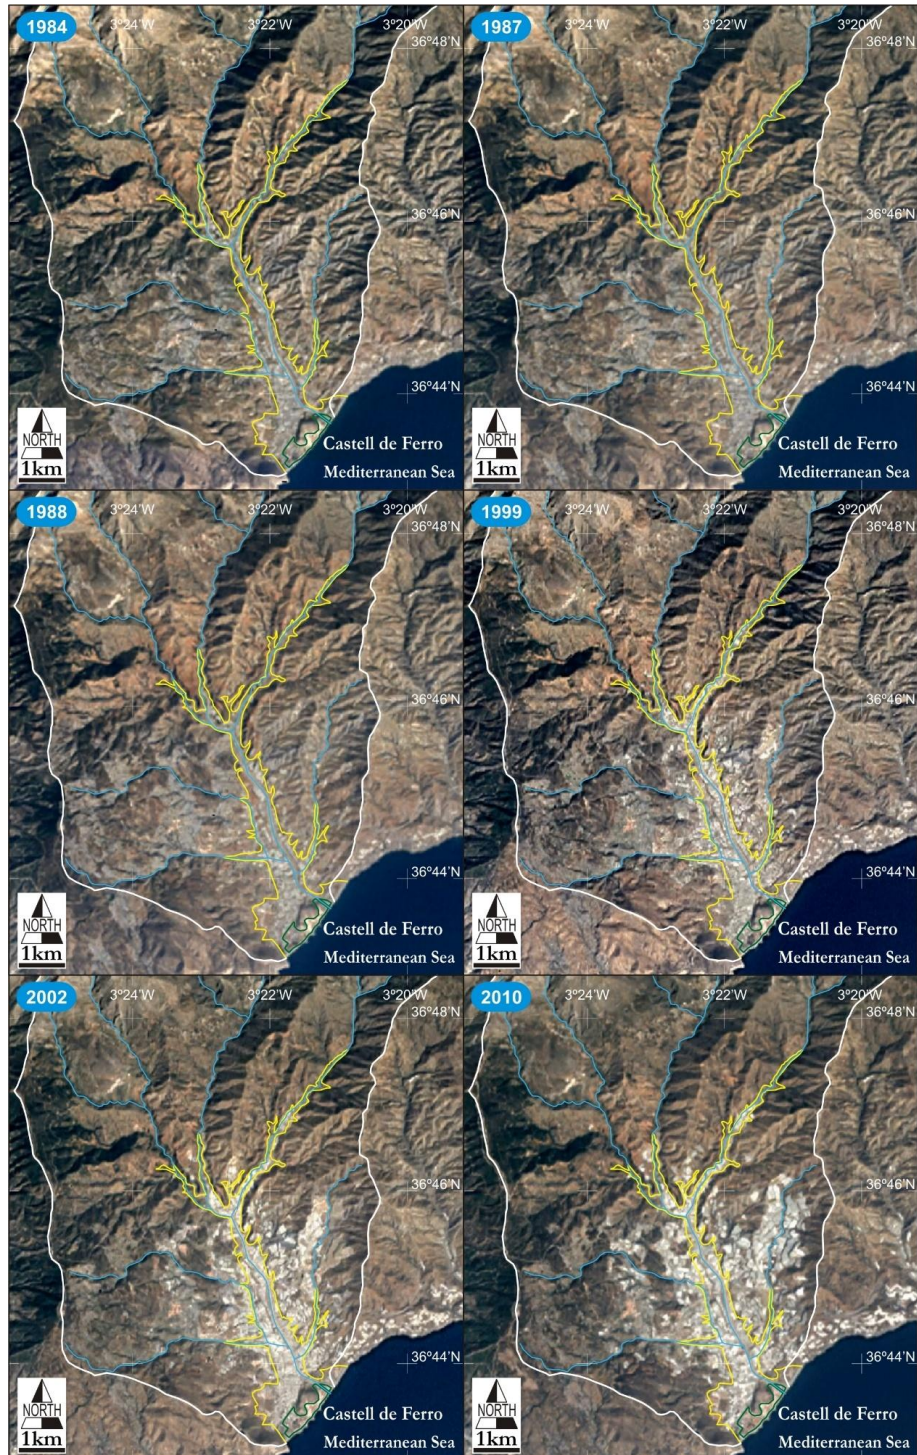 1984
3°24'W
3°22'W
3°20'W
36°48'N
36°46'N
36°44'N
NORTH
1km
Castell de Ferro
Mediterranean Sea
1987
3°24'W
3°22'W
3°20'W
36°48'N
36°46'N
36°44'N
NORTH
1km
Castell de Ferro
Mediterranean Sea
1988
3°24'W
3°22'W
3°20'W
36°48'N
36°46'N
36°44'N
NORTH
1km
Castell de Ferro
Mediterranean Sea
1999
3°24'W
3°22'W
3°20'W
36°48'N
36°46'N
36°44'N
NORTH
1km
Castell de Ferro
Mediterranean Sea
2002
3°24'W
3°22'W
3°20'W
36°48'N
36°46'N
36°44'N
NORTH
1km
Castell de Ferro
Mediterranean Sea
2010
3°24'W
3°22'W
3°20'W
36°48'N
36°46'N
36°44'N
NORTH
1km
Castell de Ferro
Mediterranean Sea